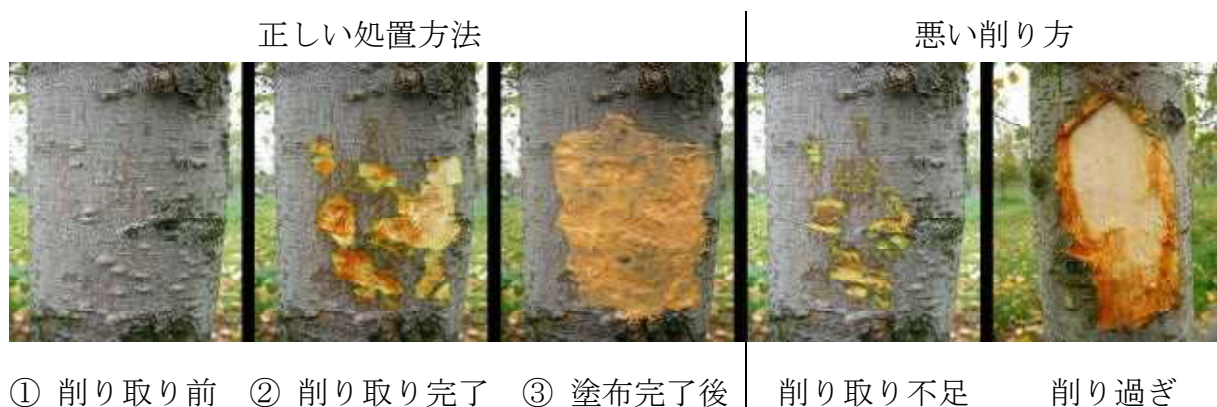 正しい処置方法
悪い削り方
① 削り取り前
② 削り取り完了
③ 塗布完了後
削り取り不足
削り過ぎ